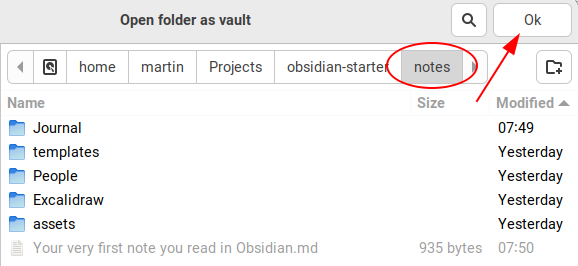 Open folder as vault Ok
home martin Projects obsidian-starter notes
Name Size Modified
Journal 07:49
templates Yesterday
People Yesterday
Excalidraw Yesterday
assets Yesterday
Your very first note you read in Obsidian.md 935 bytes 07:50